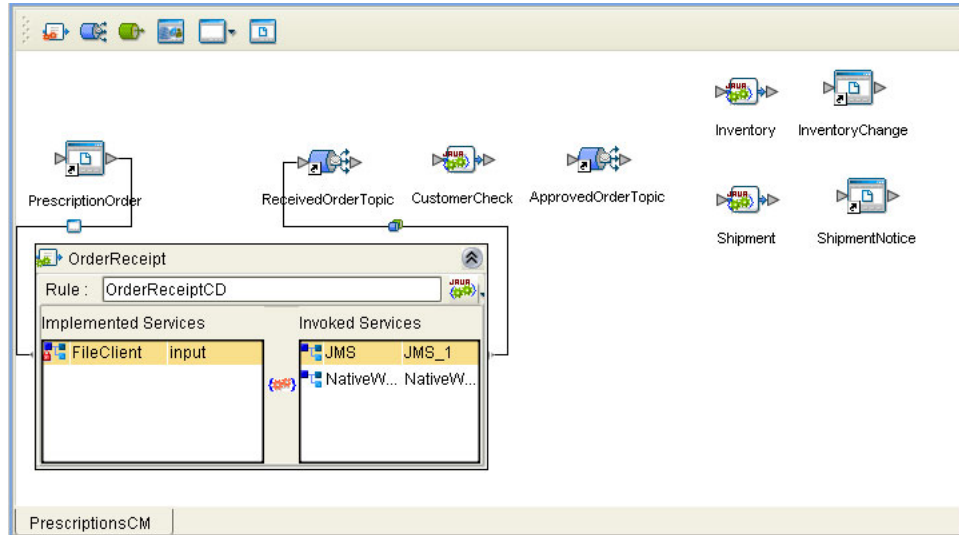 Inventory
InventoryChange
PrescriptionOrder
ReceivedOrderTopic
CustomerCheck
ApprovedOrderTopic
Shipment
ShipmentNotice
OrderReceipt
Rule : OrderReceiptCD
JAVA
Implemented Services
Invoked Services
FileClient input
JMS JMS_1
NativeW... NativeW...
PrescriptionsCM